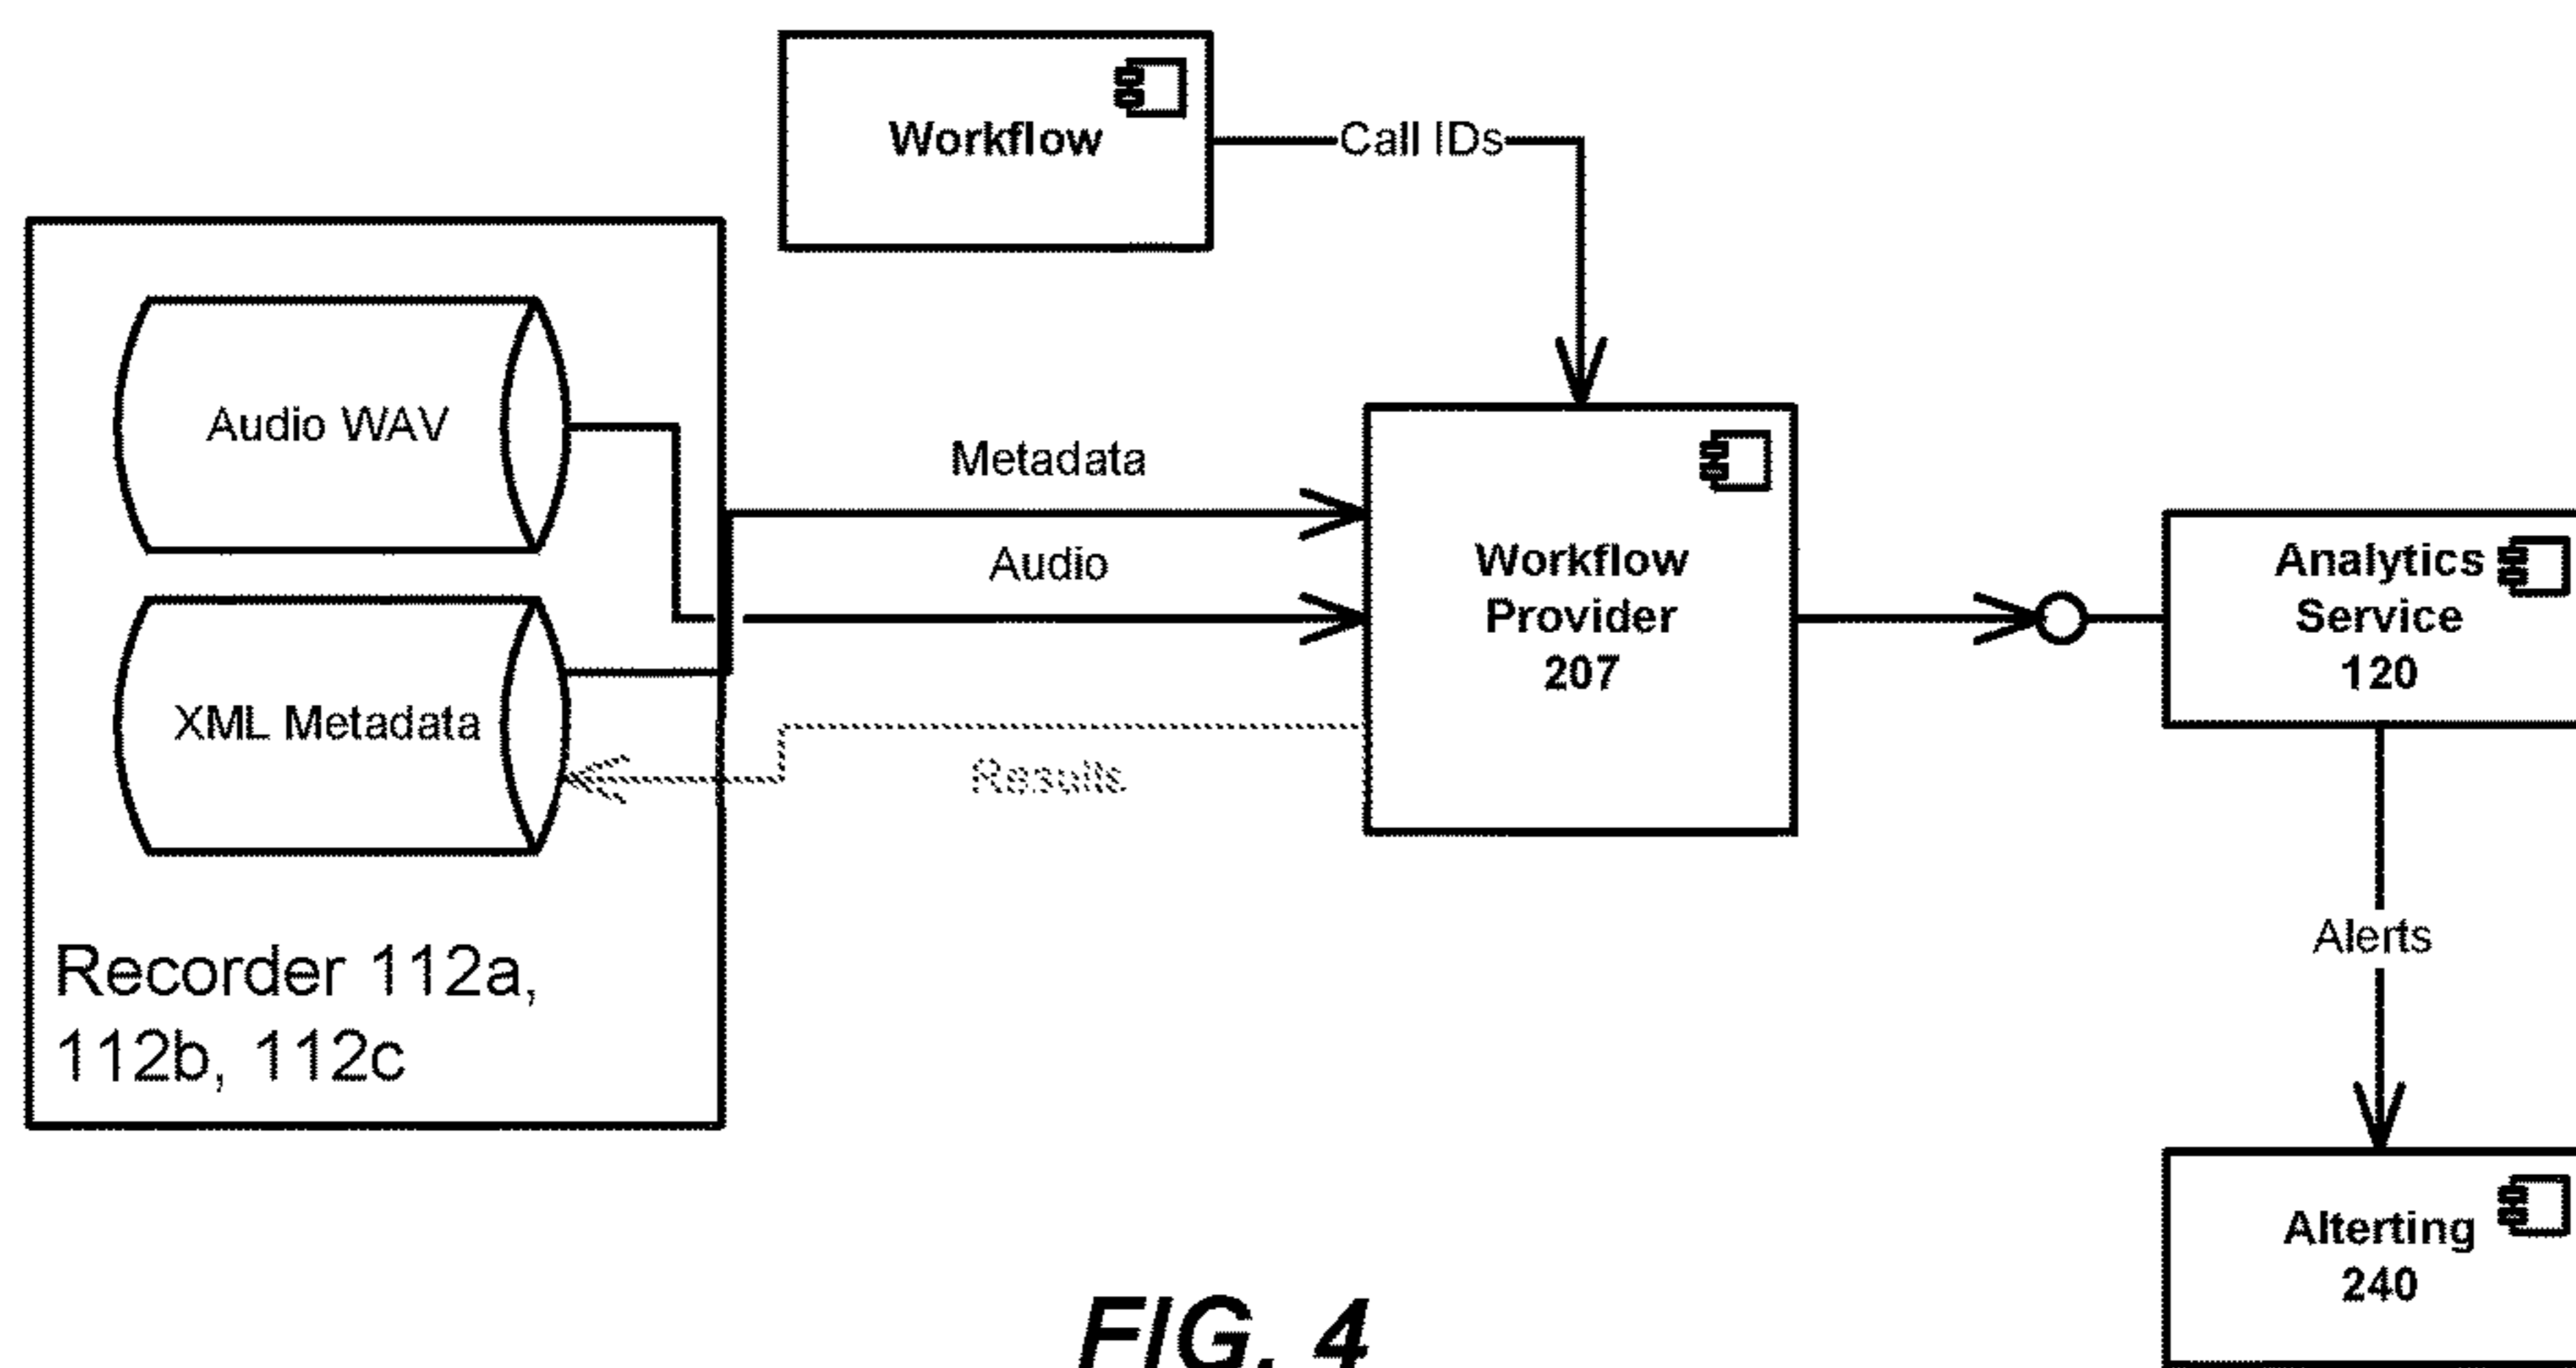 Workflow
Call IDs
Audio WAV
Metadata
Audio
Workflow
Provider
207
Analytics
Service
120
XML Metadata
Results
Alerts
Recorder 112a,
112b, 112c
Alterting
240
FIG. 4